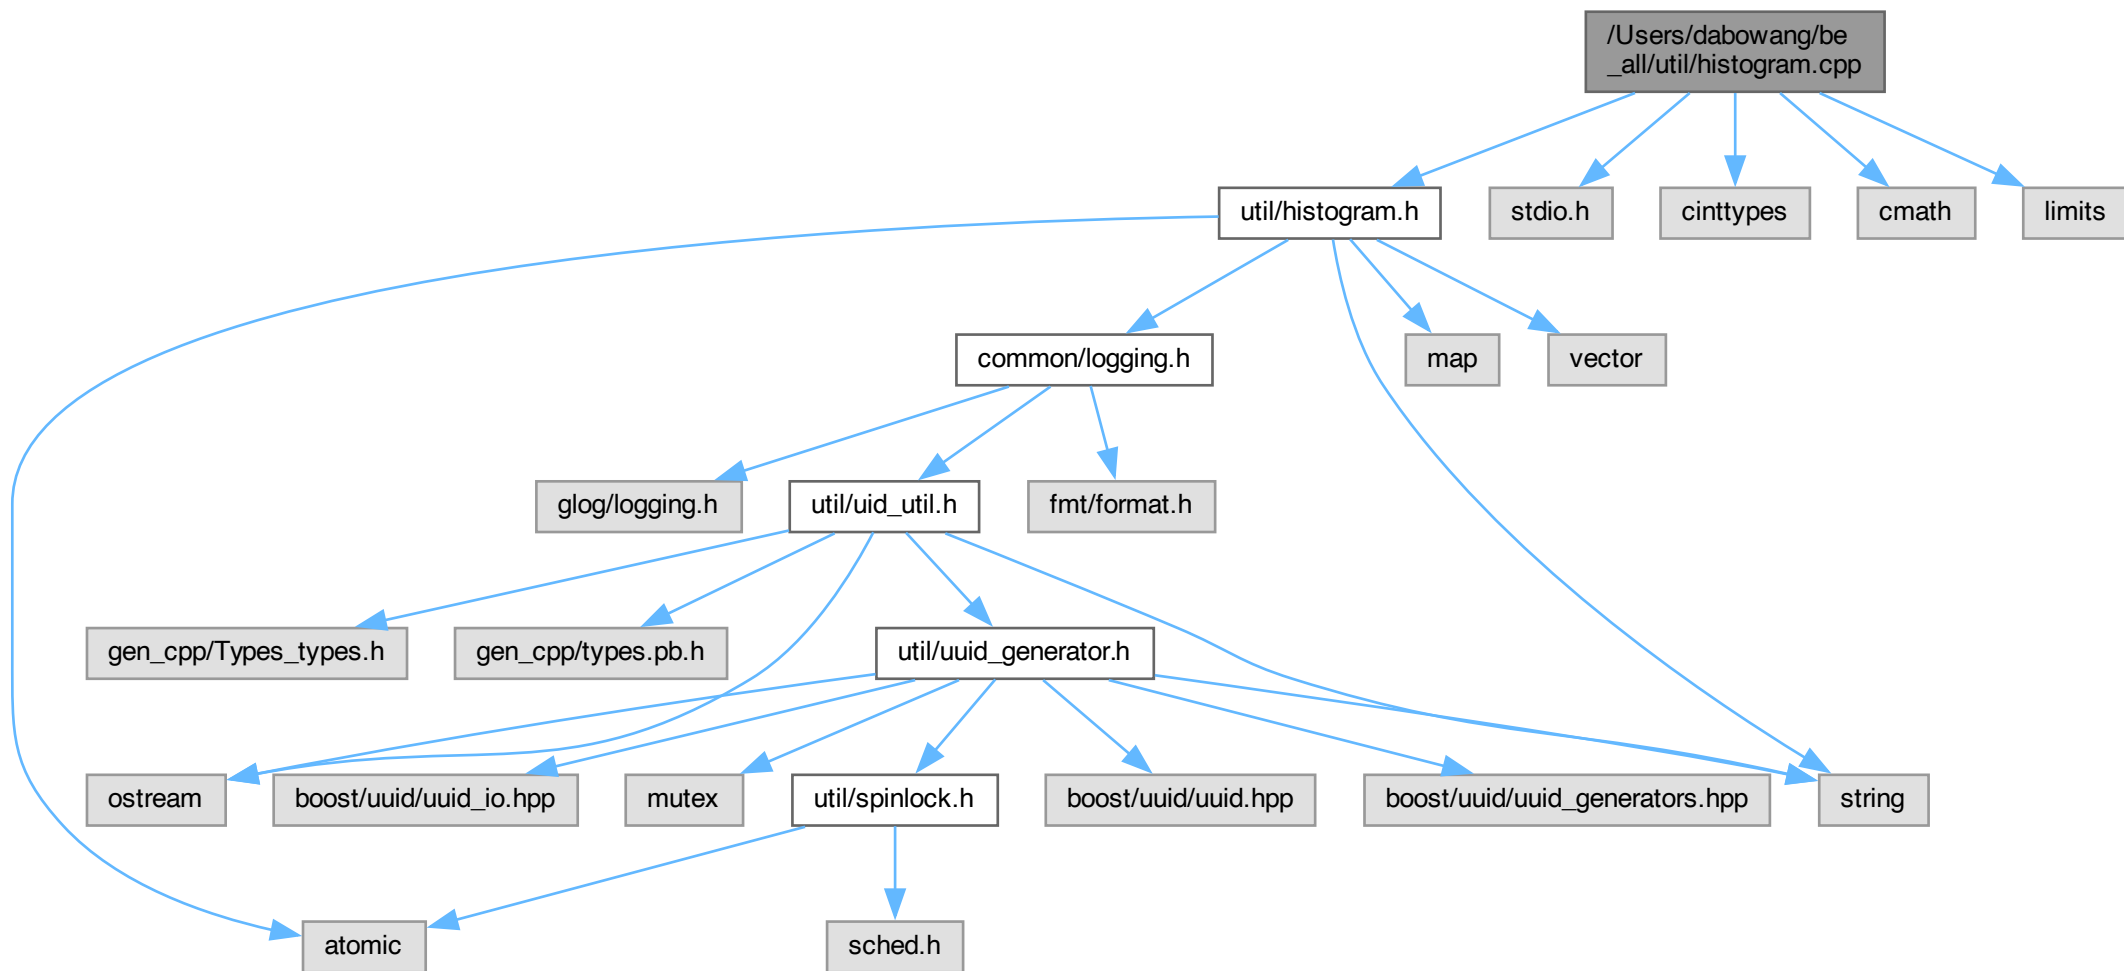 /Users/dabowang/be
_all/util/histogram.cpp
util/histogram.h
stdio.h
cinttypes
cmath
limits
common/logging.h
map
vector
glog/logging.h
util/uid_util.h
fmt/format.h
gen_cpp/Types_types.h
gen_cpp/types.pb.h
util/uuid_generator.h
ostream
boost/uuid/uuid_io.hpp
mutex
util/spinlock.h
boost/uuid/uuid.hpp
boost/uuid/uuid_generators.hpp
string
atomic
sched.h